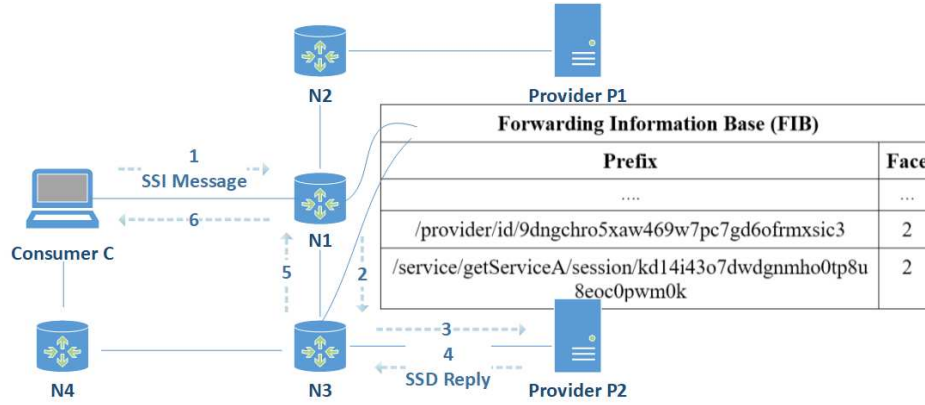 N2
Provider P1
Forwarding Information Base (FIB)
Prefix Face
.... ...
/provider/id/9dngchro5xaw469w7pc7gd6ofrmxsic3 2
/service/getServiceA/session/kd14i43o7dwdgnmho0tp8u 2
8eoc0pwm0k
1
SSI Message
6
Consumer C
N1
5
2
3
4
SSD Reply
N4
N3
Provider P2